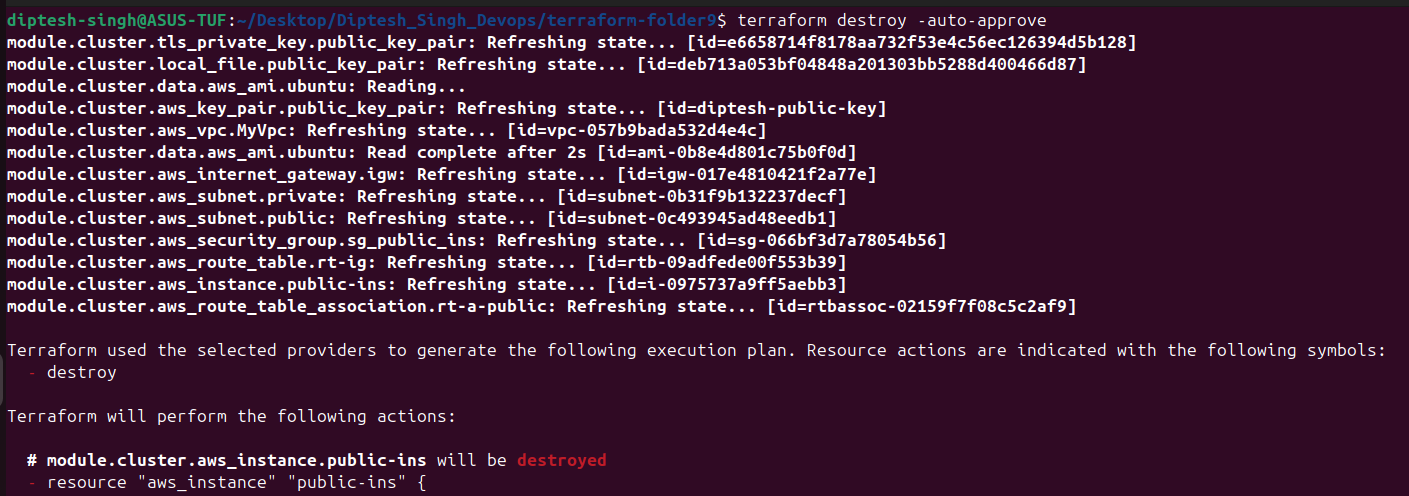 diptesh-singh@ASUS-TUF:~/Desktop/Diptesh_Singh_Devops/terraform-folder9$ terraform destroy -auto-approve
module.cluster.tls_private_key.public_key_pair: Refreshing state... [id=e6658714f8178aa732f53e4c56ec126394d5b128]
module.cluster.local_file.public_key_pair: Refreshing state... [id=deb713a053bf04848a201303bb5288d400466d87]
module.cluster.data.aws_ami.ubuntu: Reading...
module.cluster.aws_key_pair.public_key_pair: Refreshing state... [id=diptesh-public-key]
module.cluster.aws_vpc.MyVpc: Refreshing state... [id=vpc-057b9bada532d4e4c]
module.cluster.data.aws_ami.ubuntu: Read complete after 2s [id=ami-0b8e4d801c75b0f0d]
module.cluster.aws_internet_gateway.igw: Refreshing state... [id=igw-017e4810421f2a77e]
module.cluster.aws_subnet.private: Refreshing state... [id=subnet-0b31f9b132237decf]
module.cluster.aws_subnet.public: Refreshing state... [id=subnet-0c493945ad48eedb1]
module.cluster.aws_security_group.sg_public_ins: Refreshing state... [id=sg-066bf3d7a78054b56]
module.cluster.aws_route_table.rt-ig: Refreshing state... [id=rtb-09adfede00f553b39]
module.cluster.aws_instance.public-ins: Refreshing state... [id=i-0975737a9ff5aebb3]
module.cluster.aws_route_table_association.rt-a-public: Refreshing state... [id=rtbassoc-02159f7f08c5c2af9]
Terraform used the selected providers to generate the following execution plan. Resource actions are indicated with the following symbols:
- destroy
Terraform will perform the following actions:
# module.cluster.aws_instance.public-ins will be destroyed
- resource "aws_instance" "public-ins" {